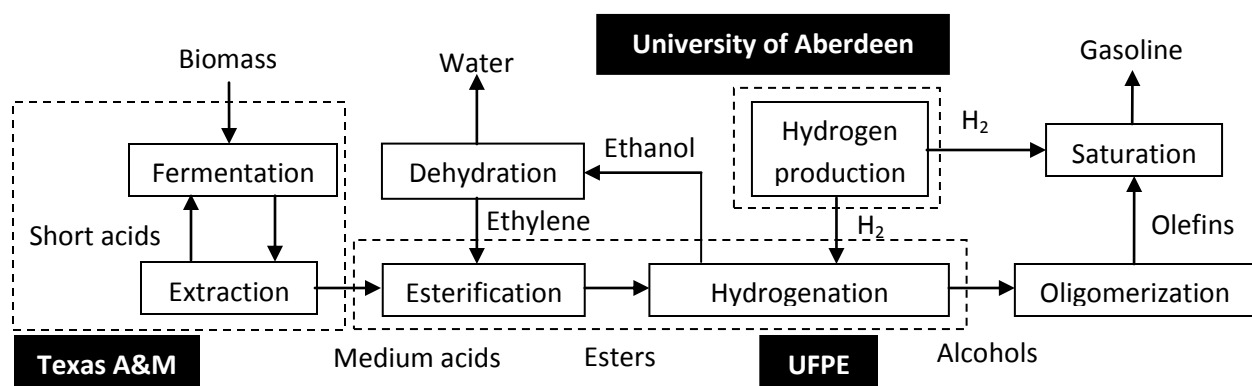 University of Aberdeen
Biomass
Water
Gasoline
Hydrogen
production
H₂
Fermentation
Dehydration
Ethanol
Saturation
Short acids
Ethylene
H₂
Olefins
Extraction
Esterification
Hydrogenation
Oligomerization
Texas A&M
Medium acids
Esters
UFPE
Alcohols